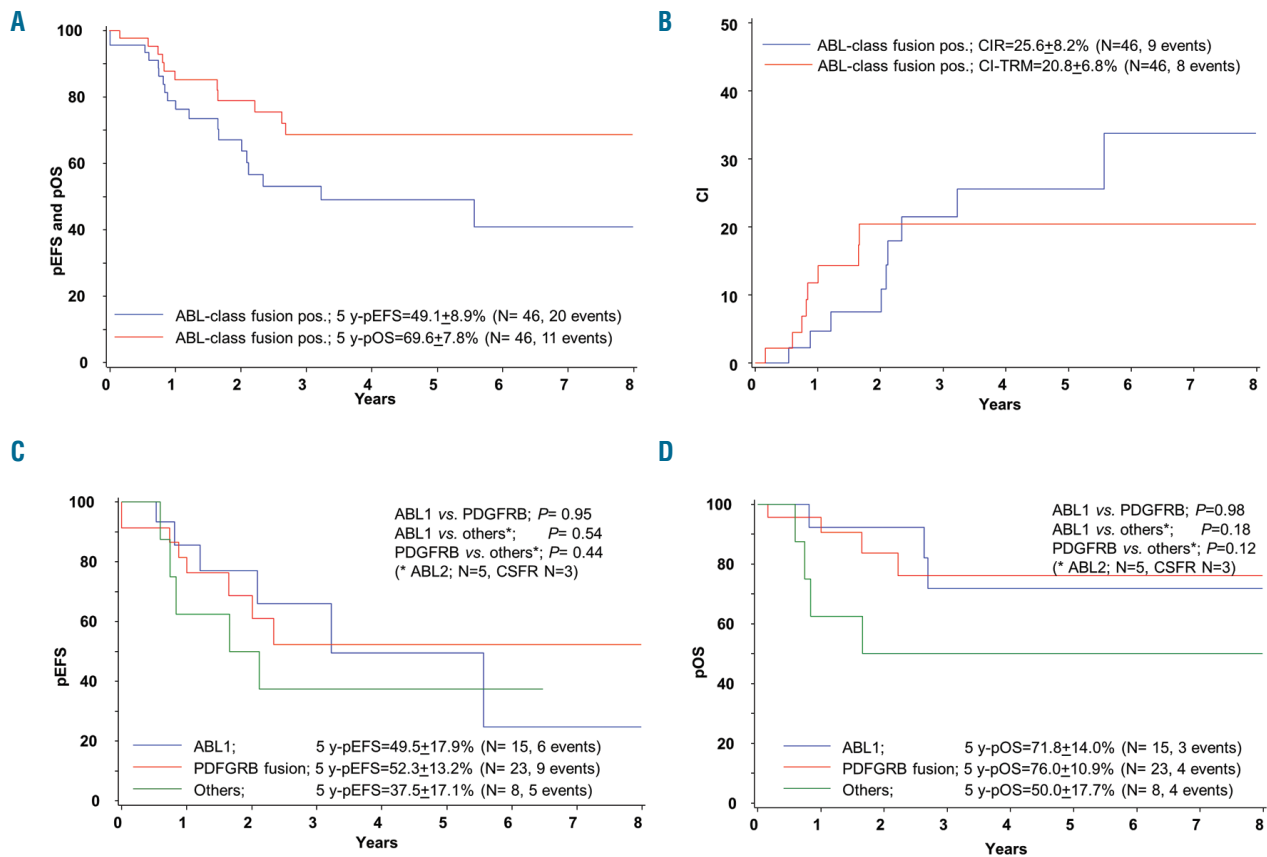 A
100
80
60
40
20
0
pEFS and pOS
ABL-class fusion pos.; 5 y-pEFS=49.1±8.9% (N= 46, 20 events)
ABL-class fusion pos.; 5 y-pOS=69.6±7.8% (N= 46, 11 events)
0 1 2 3 4 5 6 7 8
Years
B
50
40
30
20
10
0
CI
ABL-class fusion pos.; CIR=25.6±8.2% (N=46, 9 events)
ABL-class fusion pos.; CI-TRM=20.8±6.8% (N=46, 8 events)
0 1 2 3 4 5 6 7 8
Years
C
100
80
60
40
20
0
pEFS
ABL1 vs. PDGFRB; P= 0.95
ABL1 vs. others*; P= 0.54
PDGFRB vs. others*; P= 0.44
(* ABL2; N=5, CSFR N=3)
ABL1; 5 y-pEFS=49.5±17.9% (N= 15, 6 events)
PDFGRB fusion; 5 y-pEFS=52.3±13.2% (N= 23, 9 events)
Others; 5 y-pEFS=37.5±17.1% (N= 8, 5 events)
0 1 2 3 4 5 6 7 8
Years
D
100
80
60
40
20
0
pOS
ABL1 vs. PDGFRB; P=0.98
ABL1 vs. others*; P=0.18
PDGFRB vs. others*; P=0.12
(* ABL2; N=5, CSFR N=3)
ABL1; 5 y-pOS=71.8±14.0% (N= 15, 3 events)
PDFGRB fusion; 5 y-pOS=76.0±10.9% (N= 23, 4 events)
Others; 5 y-pOS=50.0±17.7% (N= 8, 4 events)
0 1 2 3 4 5 6 7 8
Years